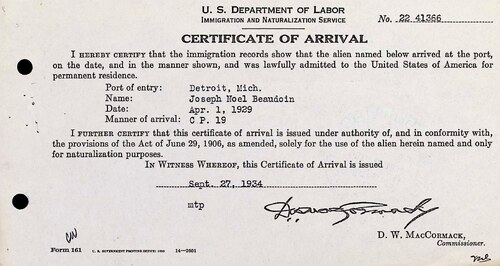 U. S. DEPARTMENT OF LABOR
IMMIGRATION AND NATURALIZATION SERVICE
No. 22 41366
CERTIFICATE OF ARRIVAL
I HEREBY CERTIFY that the immigration records show that the alien named below arrived at the port,
on the date, and in the manner shown, and was lawfully admitted to the United States of America for
permanent residence.
Port of entry: Detroit, Mich.
Name: Joseph Noel Beaudoin
Date: Apr. 1, 1929
Manner of arrival: C P. 19
I FURTHER CERTIFY that this certificate of arrival is issued under authority of, and in conformity with,
the provisions of the Act of June 29, 1906, as amended, solely for the use of the alien herein named and only
for naturalization purposes.
IN WITNESS WHEREOF, this Certificate of Arrival is issued
Sept. 27, 1934
mtp
D. W. MACCORMACK,
Commissioner.
Form 161
U. S. GOVERNMENT PRINTING OFFICE: 14—2601